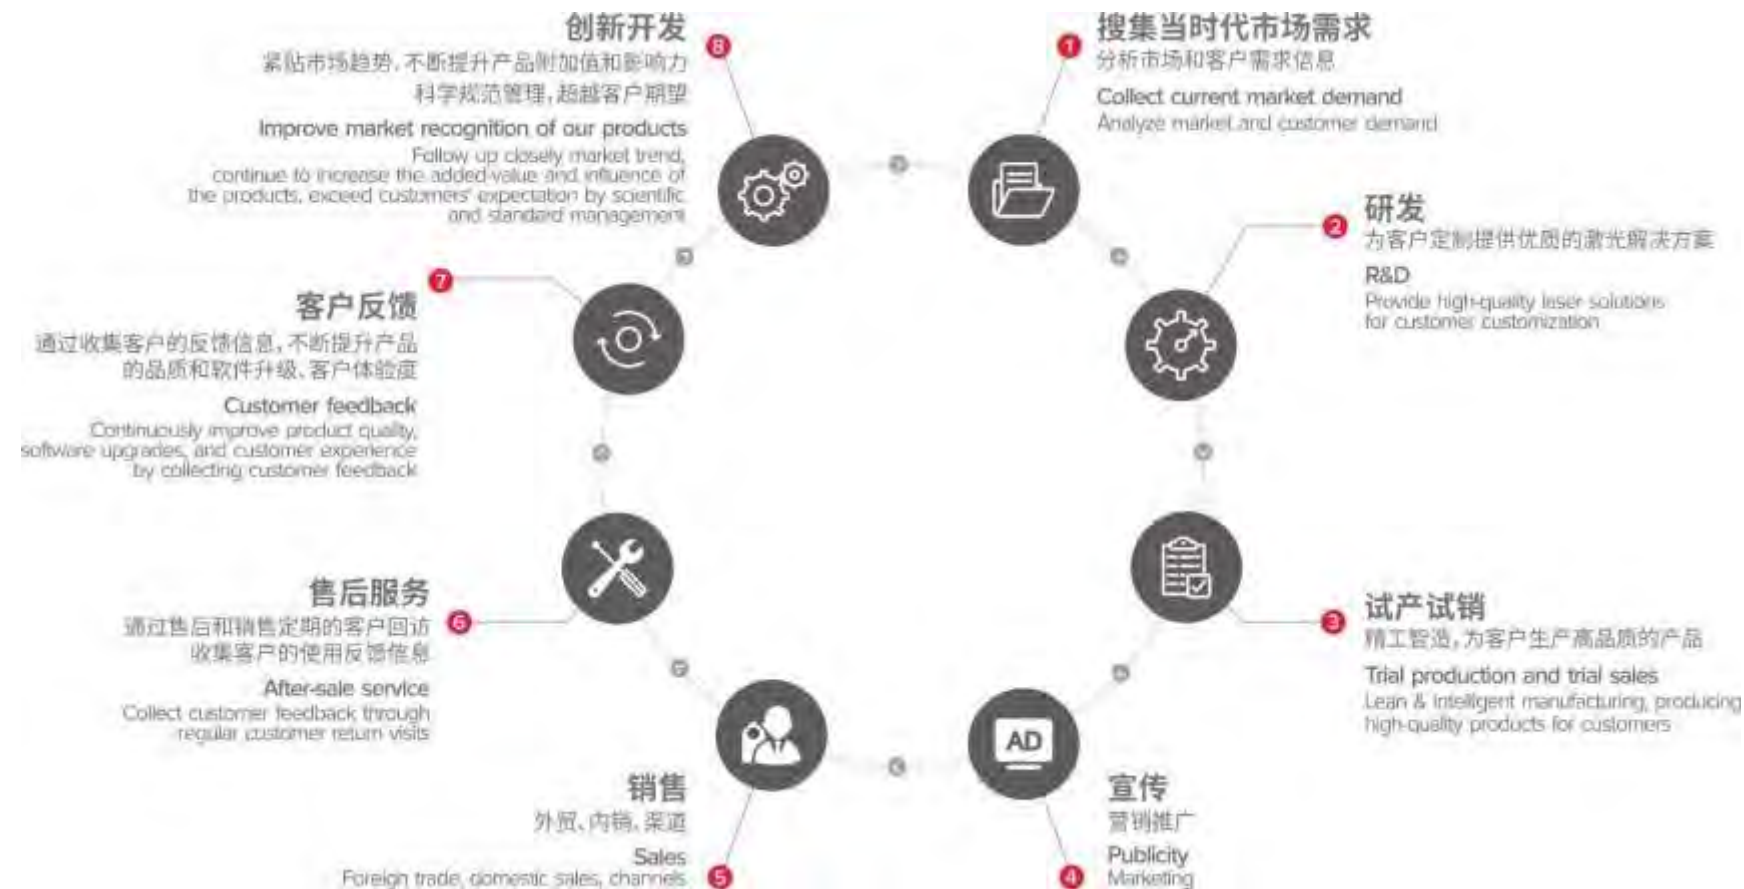 1
搜集当时代市场需求
分析市场和客户需求信息
Collect current market demand
Analyze market and customer demand
2
研发
为客户定制提供优质的激光解决方案
R&D
Provide high-quality laser solutions
for customer customization
3
试产试销
精工智造,为客户生产高品质的产品
Trial production and trial sales
Lean & intelligent manufacturing, producing
high-quality products for customers
AD
4
宣传
营销推广
Publicity
Marketing
5
销售
外贸、内销、渠道
Sales
Foreign trade, domestic sales, channels
6
售后服务
通过售后和销售定期的客户回访
收集客户的使用反馈信息
After-sale service
Collect customer feedback through
regular customer return visits
7
客户反馈
通过收集客户的反馈信息,不断提升产品
的品质和软件升级、客户体验度
Customer feedback
Continuously improve product quality,
software upgrades, and customer experience
by collecting customer feedback
8
创新开发
紧贴市场趋势,不断提升产品附加值和影响力
科学规范管理,超越客户期望
Improve market recognition of our products
Follow up closely market trend,
continue to increase the added-value and influence of
the products, exceed customers' expectation by scientific
and standard management